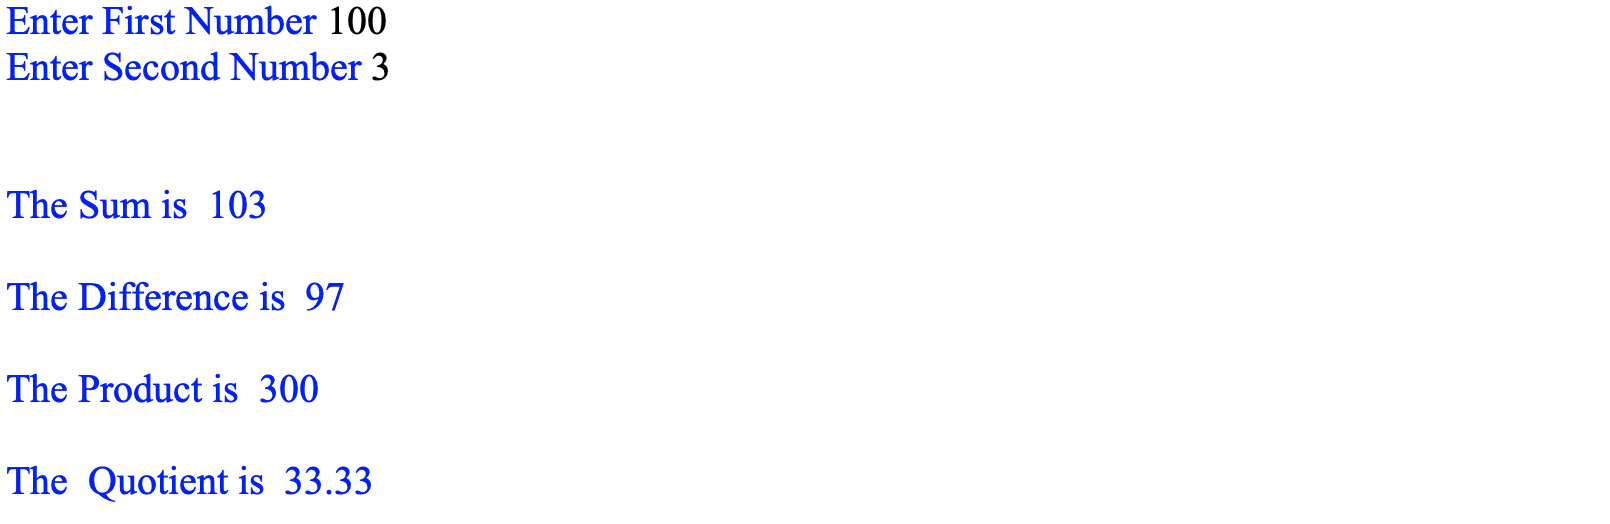 Enter First Number 100
Enter Second Number 3
The Sum is  103
The Difference is  97
The Product is  300
The  Quotient is  33.33